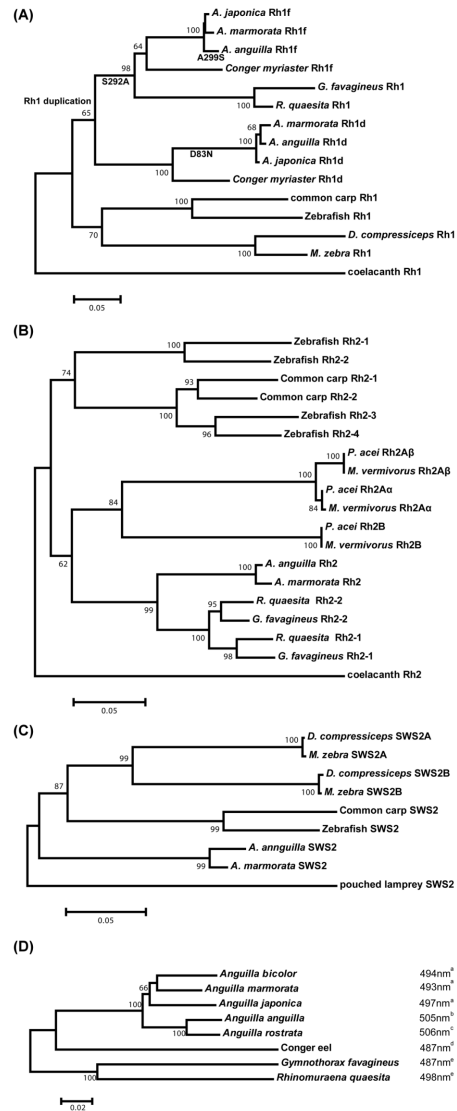 (A)
A. japonica Rh1f
A. marmorata Rh1f
A. anguilla Rh1f
A299S
Conger myriaster Rh1f
G. favagineus Rh1
R. quaesita Rh1
A. marmorata Rh1d
A. anguilla Rh1d
A. japonica Rh1d
Conger myriaster Rh1d
common carp Rh1
Zebrafish Rh1
D. compressiceps Rh1
M. zebra Rh1
coelacanth Rh1
Rh1 duplication
S292A
D83N
100
64
98
100
65
68
100
100
100
70
100
0.05
(B)
Zebrafish Rh2-1
Zebrafish Rh2-2
Common carp Rh2-1
Common carp Rh2-2
Zebrafish Rh2-3
Zebrafish Rh2-4
P. acei Rh2Aβ
M. vermivorus Rh2Aβ
P. acei Rh2Aα
M. vermivorus Rh2Aα
P. acei Rh2B
M. vermivorus Rh2B
A. anguilla Rh2
A. marmorata Rh2
R. quaesita Rh2-2
G. favagineus Rh2-2
R. quaesita Rh2-1
G. favagineus Rh2-1
coelacanth Rh2
100
74
93
100
96
100
84
84
100
62
100
99
95
100
98
0.05
(C)
D. compressiceps SWS2A
M. zebra SWS2A
D. compressiceps SWS2B
M. zebra SWS2B
Common carp SWS2
Zebrafish SWS2
A. annguilla SWS2
A. marmorata SWS2
pouched lamprey SWS2
100
99
87
100
99
99
0.05
(D)
Anguilla bicolor 494nm a
Anguilla marmorata 493nm a
Anguilla japonica 497nm a
Anguilla anguilla 505nm b
Anguilla rostrata 506nm c
Conger eel 487nm d
Gymnothorax favagineus 487nm e
Rhinomuraena quaesita 498nm e
66
100
100
100
0.02